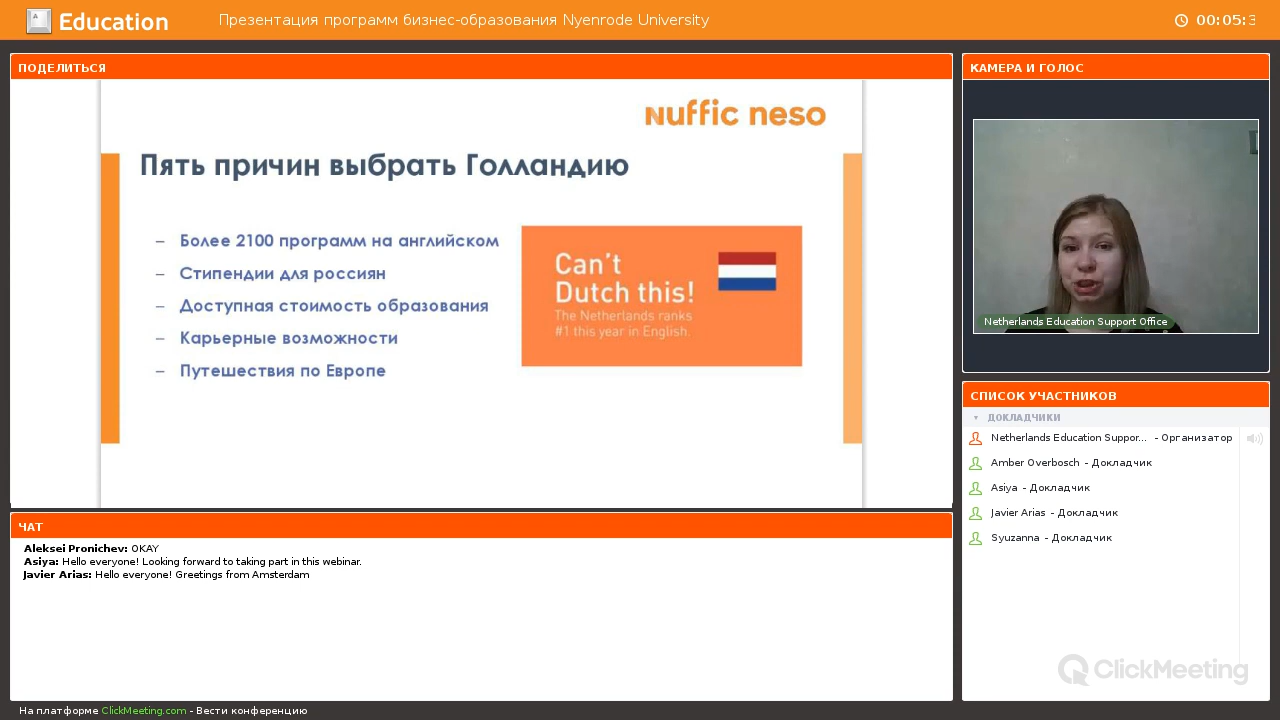 A Education
Презентация программ бизнес-образования Nyenrode University
00:05:3
ПОДЕЛИТЬСЯ
nuffic neso
Пять причин выбрать Голландию
– Более 2100 программ на английском
– Стипендии для россиян
– Доступная стоимость образования
– Карьерные возможности
– Путешествия по Европе
Can't
Dutch this!
The Netherlands ranks
#1 this year in English.
ЧАТ
Aleksei Pronichev: OKAY
Asiya: Hello everyone! Looking forward to taking part in this webinar.
Javier Arias: Hello everyone! Greetings from Amsterdam
КАМЕРА И ГОЛОС
Netherlands Education Support Office
СПИСОК УЧАСТНИКОВ
ДОКЛАДЧИКИ
Netherlands Education Suppor... - Организатор
Amber Overbosch - Докладчик
Asiya - Докладчик
Javier Arias - Докладчик
Syuzanna - Докладчик
ClickMeeting
На платформе ClickMeeting.com - Вести конференцию